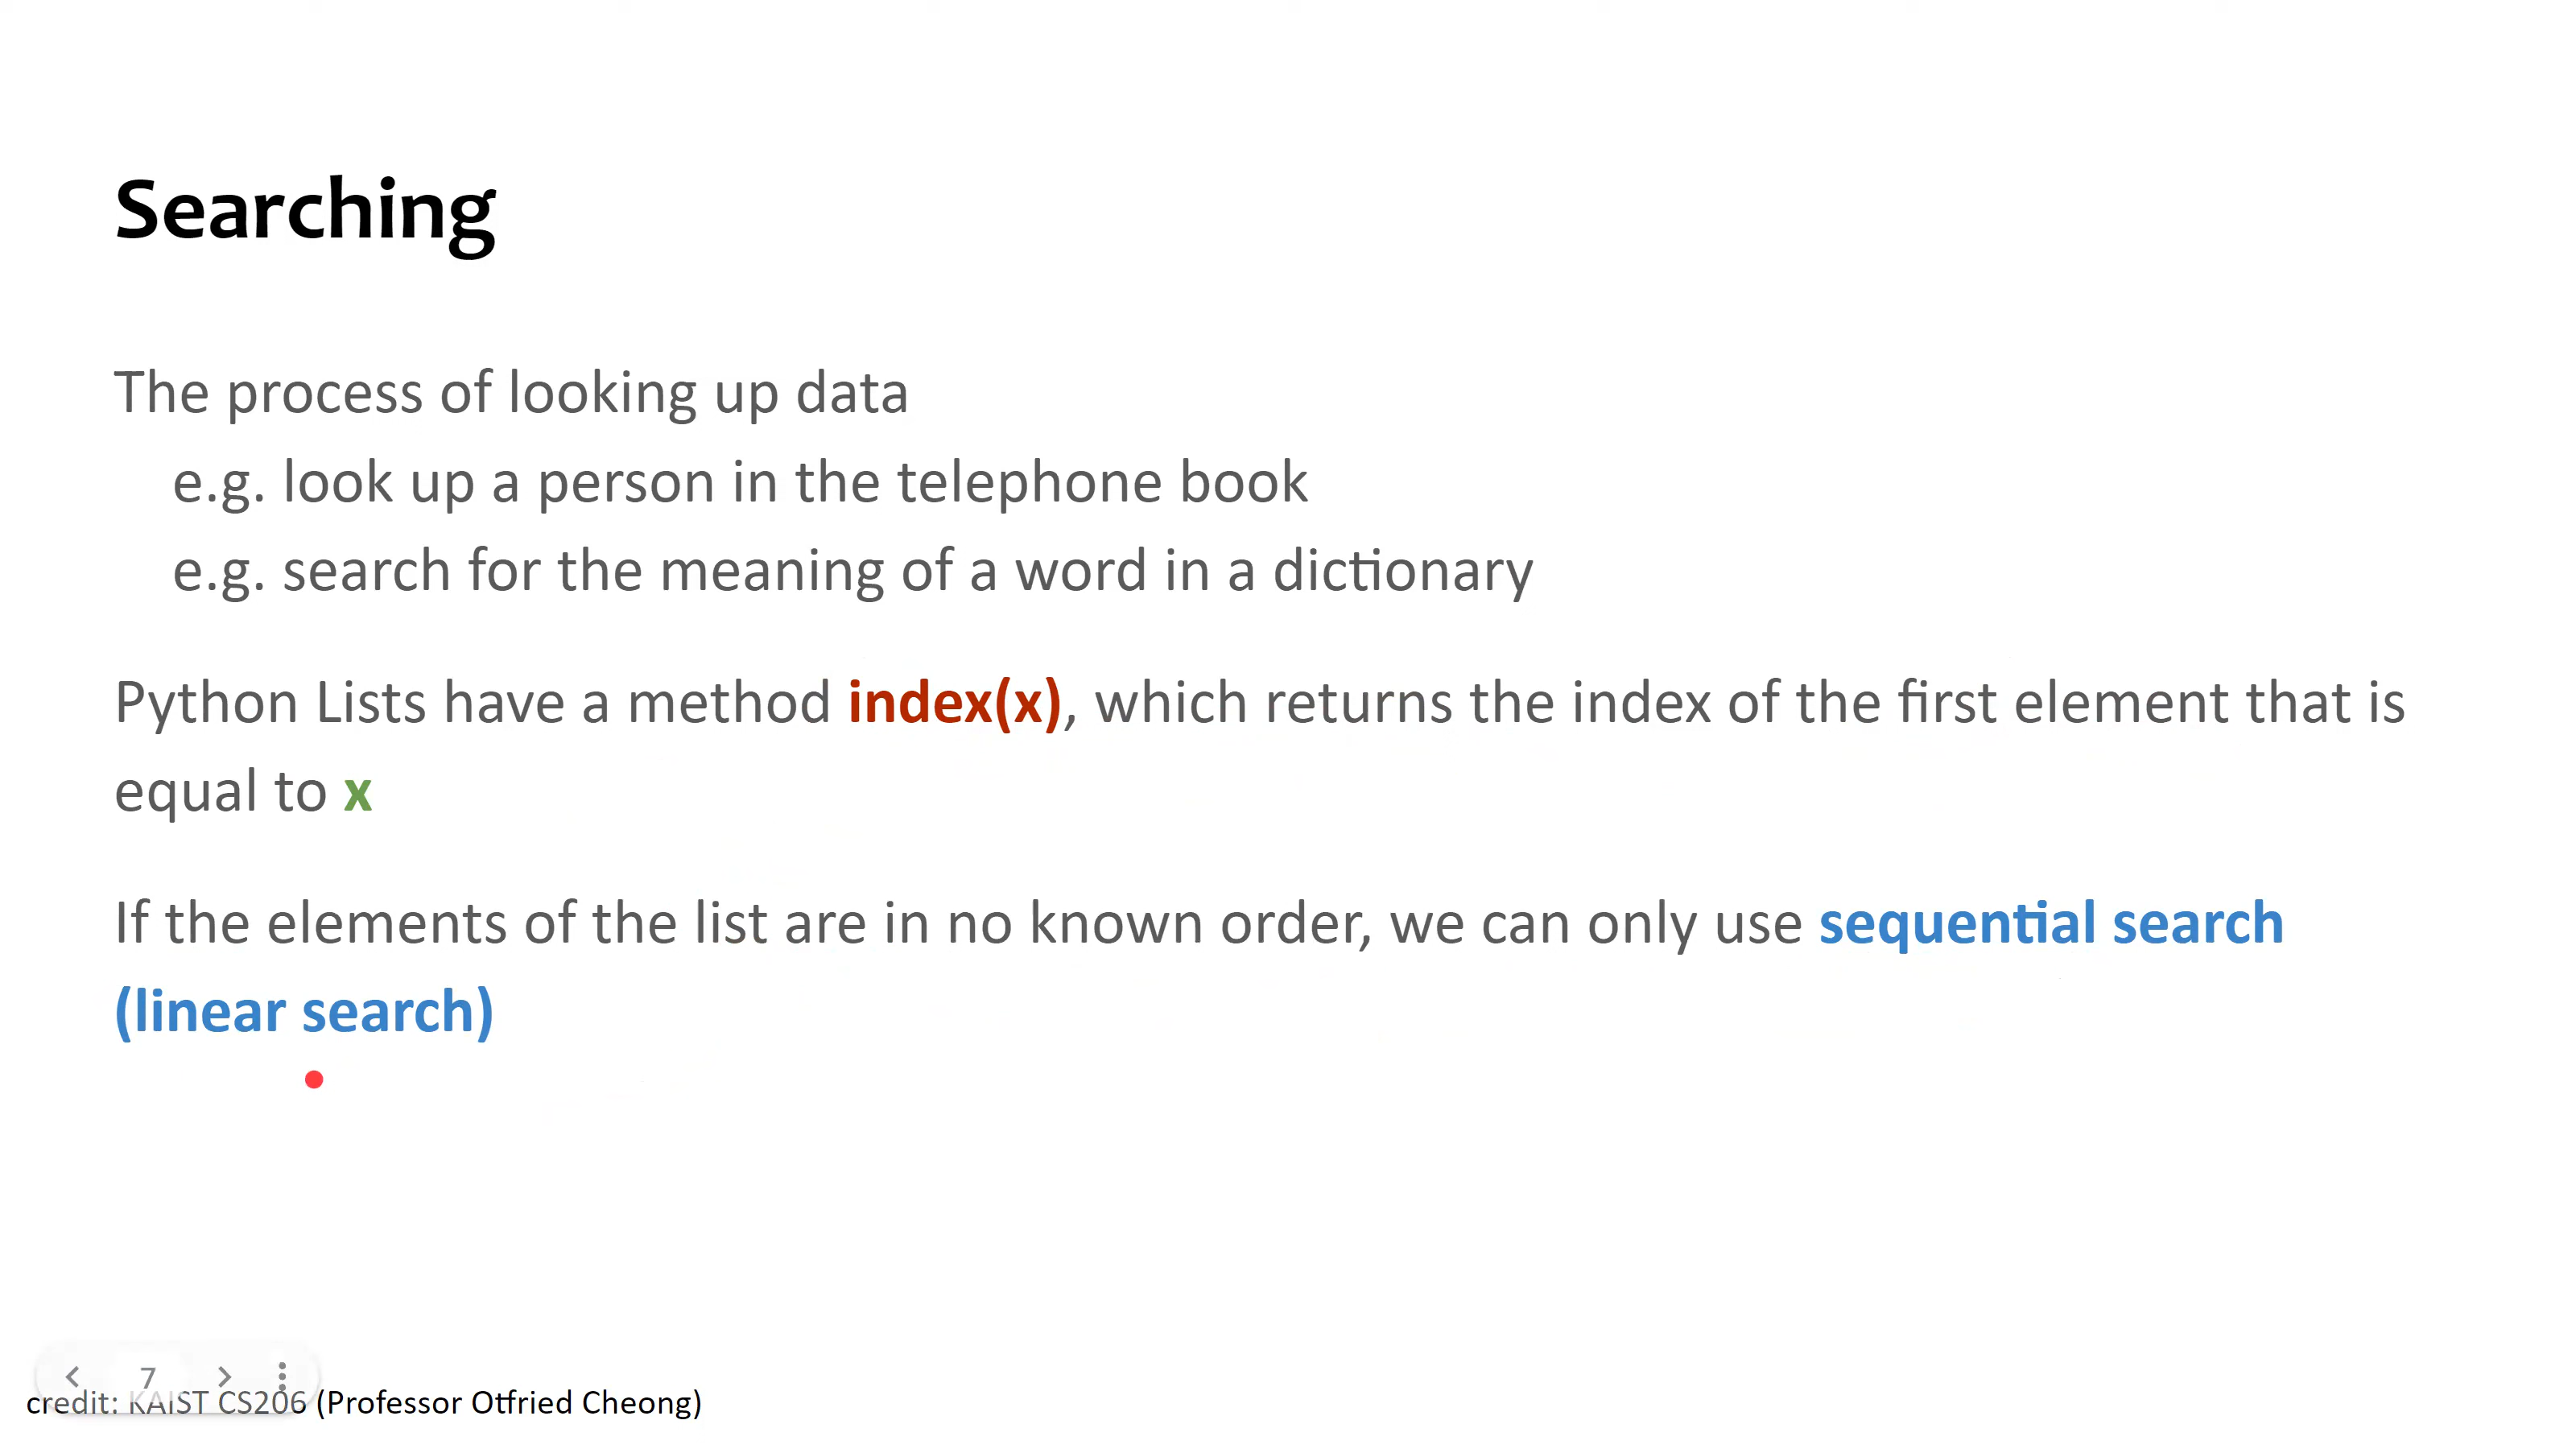 Searching
The process of looking up data
e.g. look up a person in the telephone book
e.g. search for the meaning of a word in a dictionary
Python Lists have a method index(x), which returns the index of the first element that is
equal to x
If the elements of the list are in no known order, we can only use sequential search
(linear search)
7
credit: KAIST CS206 (Professor Otfried Cheong)